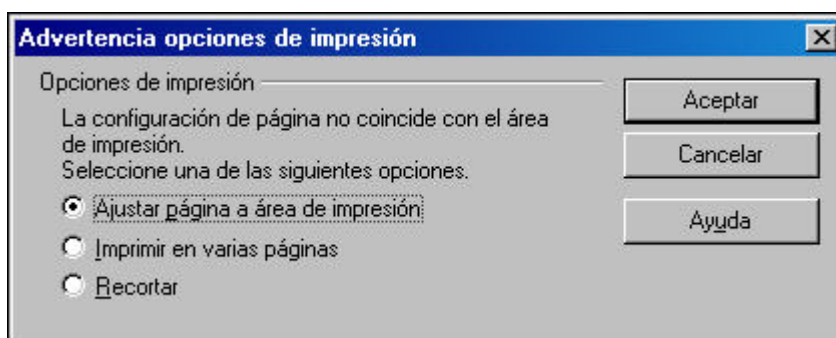 Advertencia opciones de impresión
Opciones de impresión
La configuración de página no coincide con el área
de impresión.
Seleccione una de las siguientes opciones.
Ajustar página a área de impresión
Imprimir en varias páginas
Recortar
Aceptar
Cancelar
Ayuda